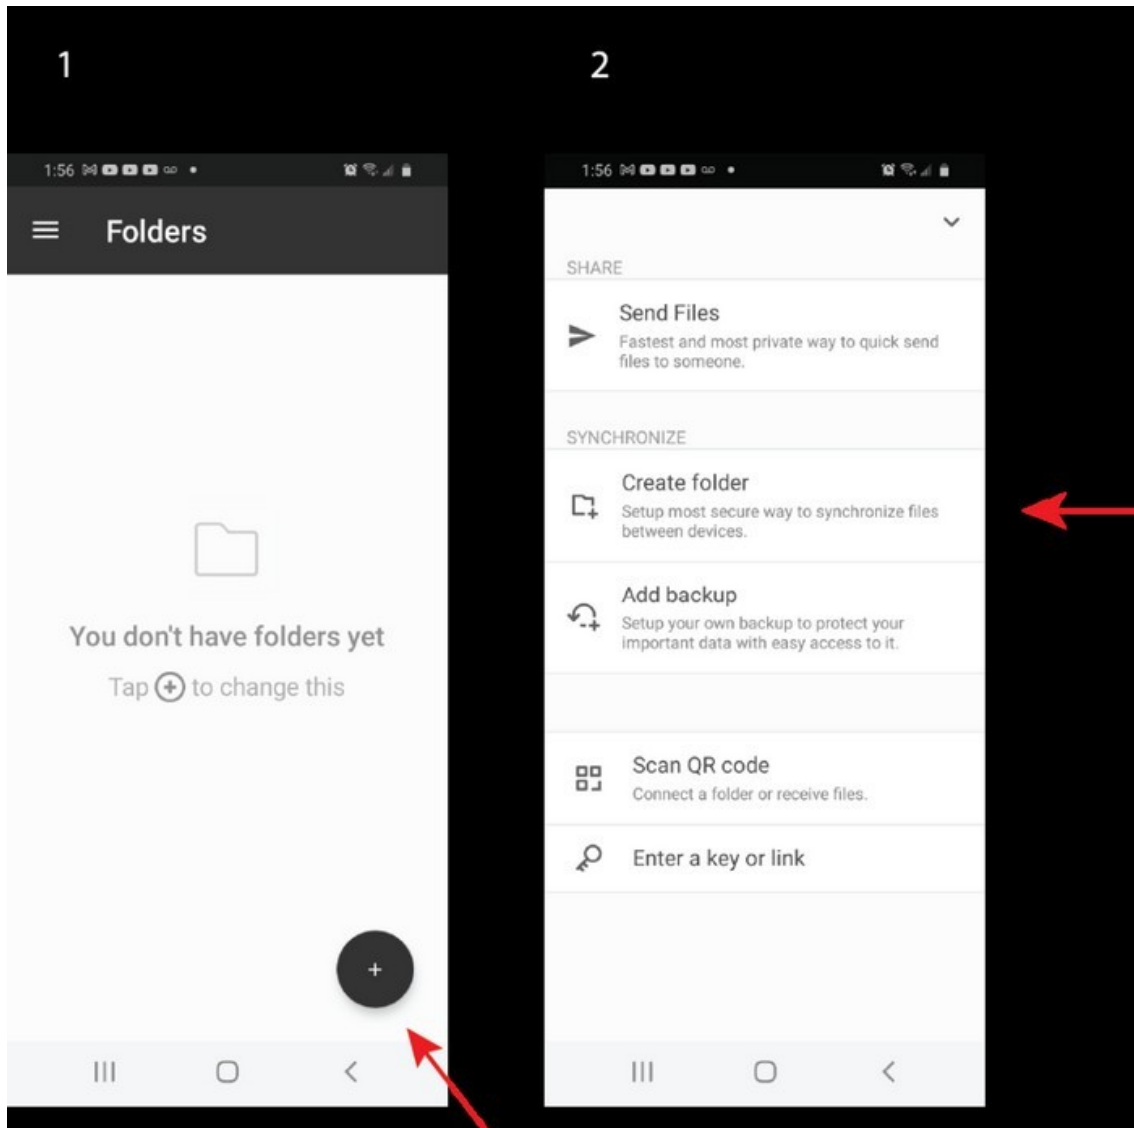 1
2
1:56
Folders
You don't have folders yet
Tap + to change this
+
1:56
SHARE
Send Files
Fastest and most private way to quick send
files to someone.
SYNCHRONIZE
Create folder
Setup most secure way to synchronize files
between devices.
Add backup
Setup your own backup to protect your
important data with easy access to it.
Scan QR code
Connect a folder or receive files.
Enter a key or link